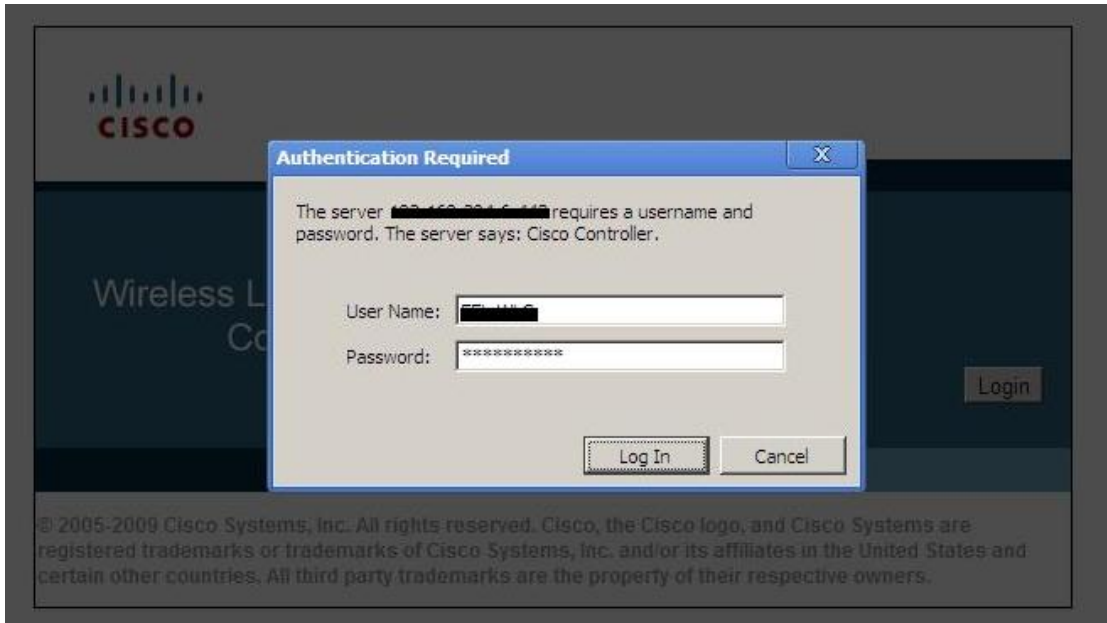 CISCO
Authentication Required
X
The server requires a username and
password. The server says: Cisco Controller.
Wireless L
Co
User Name:
Password: **********
Login
Log In
Cancel
© 2005-2009 Cisco Systems, Inc. All rights reserved. Cisco, the Cisco logo, and Cisco Systems are
registered trademarks or trademarks of Cisco Systems, Inc. and/or its affiliates in the United States and
certain other countries. All third party trademarks are the property of their respective owners.